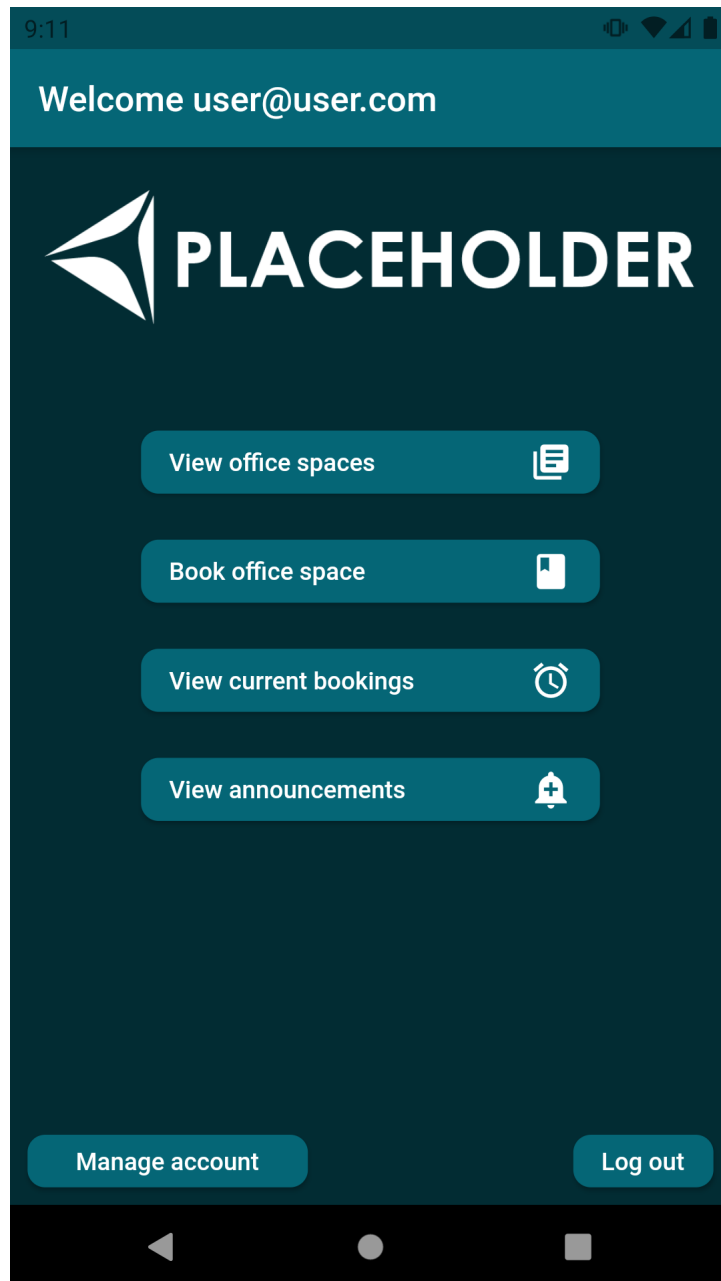 9:11
Welcome user@user.com
PLACEHOLDER
View office spaces
Book office space
View current bookings
View announcements
Manage account
Log out